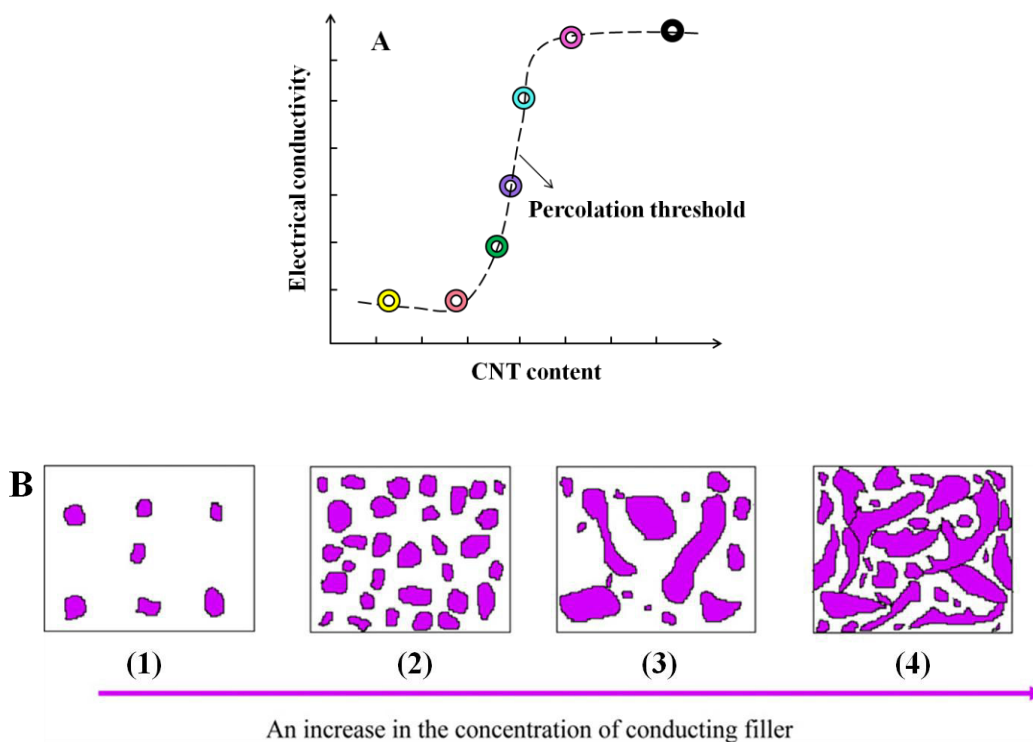 A
Electrical conductivity
Percolation threshold
CNT content
B
(1)
(2)
(3)
(4)
An increase in the concentration of conducting filler